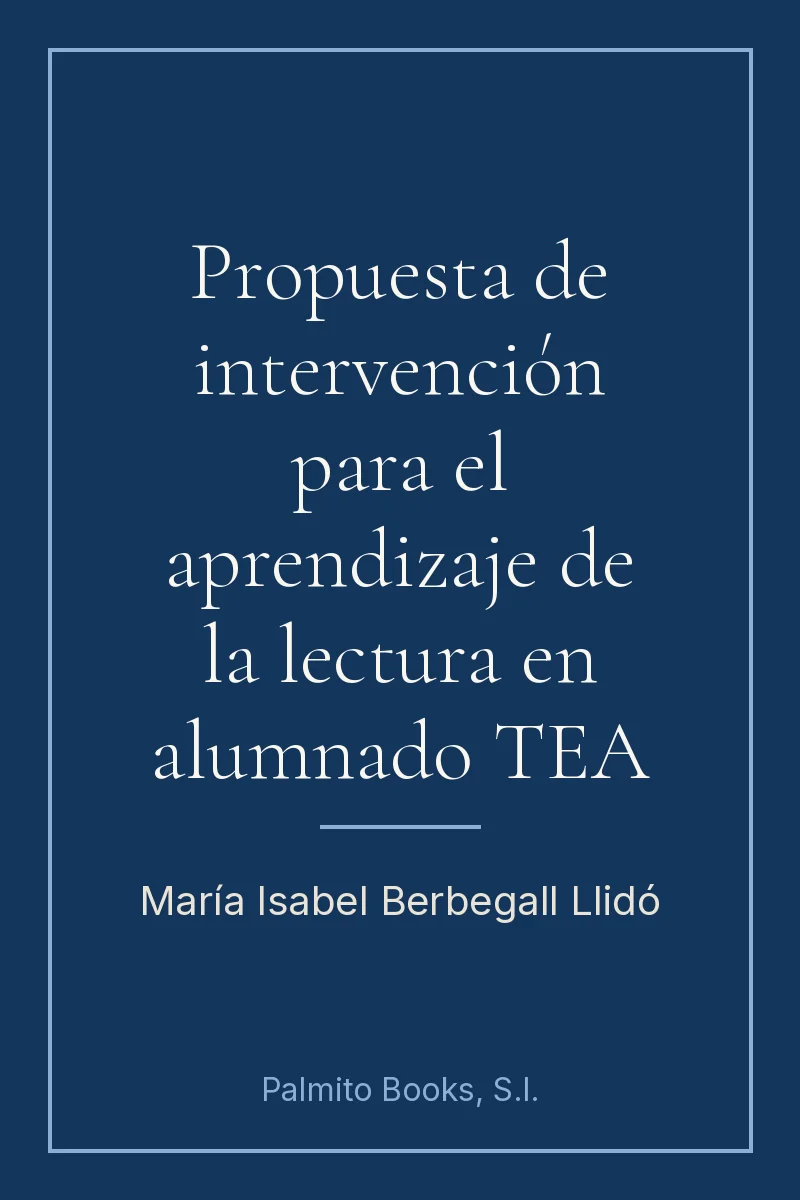 Propuesta de
intervención
para el
aprendizaje de
la lectura en
alumnado TEA
María Isabel Berbegall Llidó
Palmito Books, S.l.